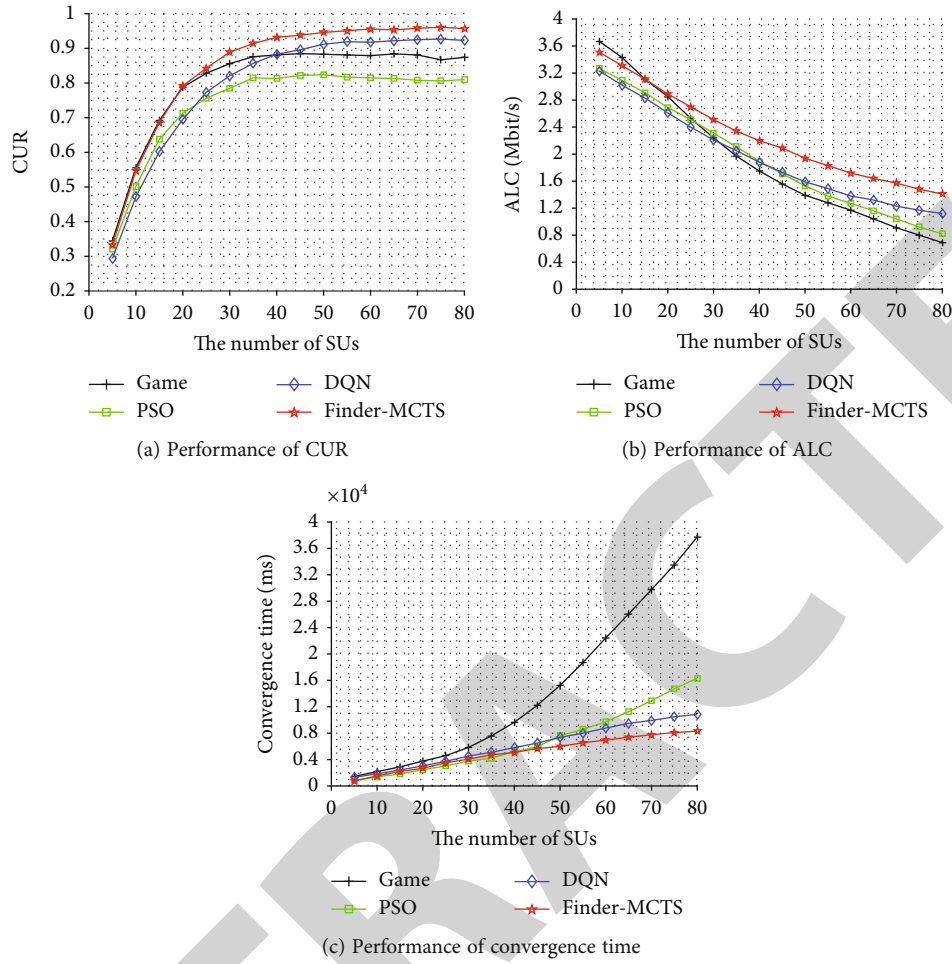 1
0.9
0.8
0.7
0.6
0.5
0.4
0.3
0.2
CUR
0 10 20 30 40 50 60 70 80
The number of SUs
Game
DQN
PSO
Finder-MCTS
(a) Performance of CUR
3.6
3.2
2.8
2.4
2
1.6
1.2
0.8
0.4
0
ALC (Mbit/s)
0 10 20 30 40 50 60 70 80
The number of SUs
Game
DQN
PSO
Finder-MCTS
(b) Performance of ALC
×10⁴
4
3.6
3.2
2.8
2.4
2
1.6
1.2
0.8
0.4
0
Convergence time (ms)
0 10 20 30 40 50 60 70 80
The number of SUs
Game
DQN
PSO
Finder-MCTS
(c) Performance of convergence time